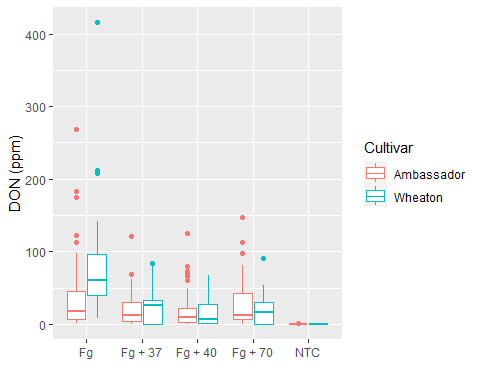 DON (ppm)
400
300
200
100
0
Fg
Fg + 37
Fg + 40
Fg + 70
NTC
Cultivar
Ambassador
Wheaton